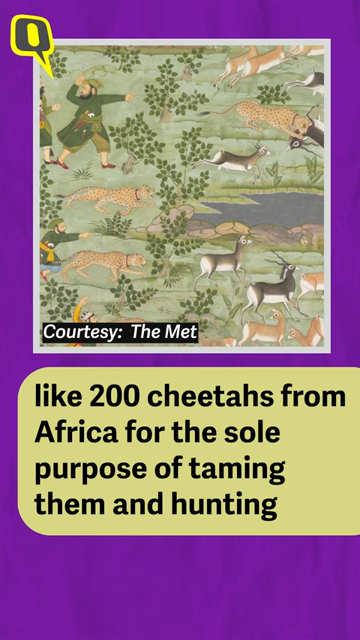 Q
Courtesy: The Met
like 200 cheetahs from
Africa for the sole
purpose of taming
them and hunting